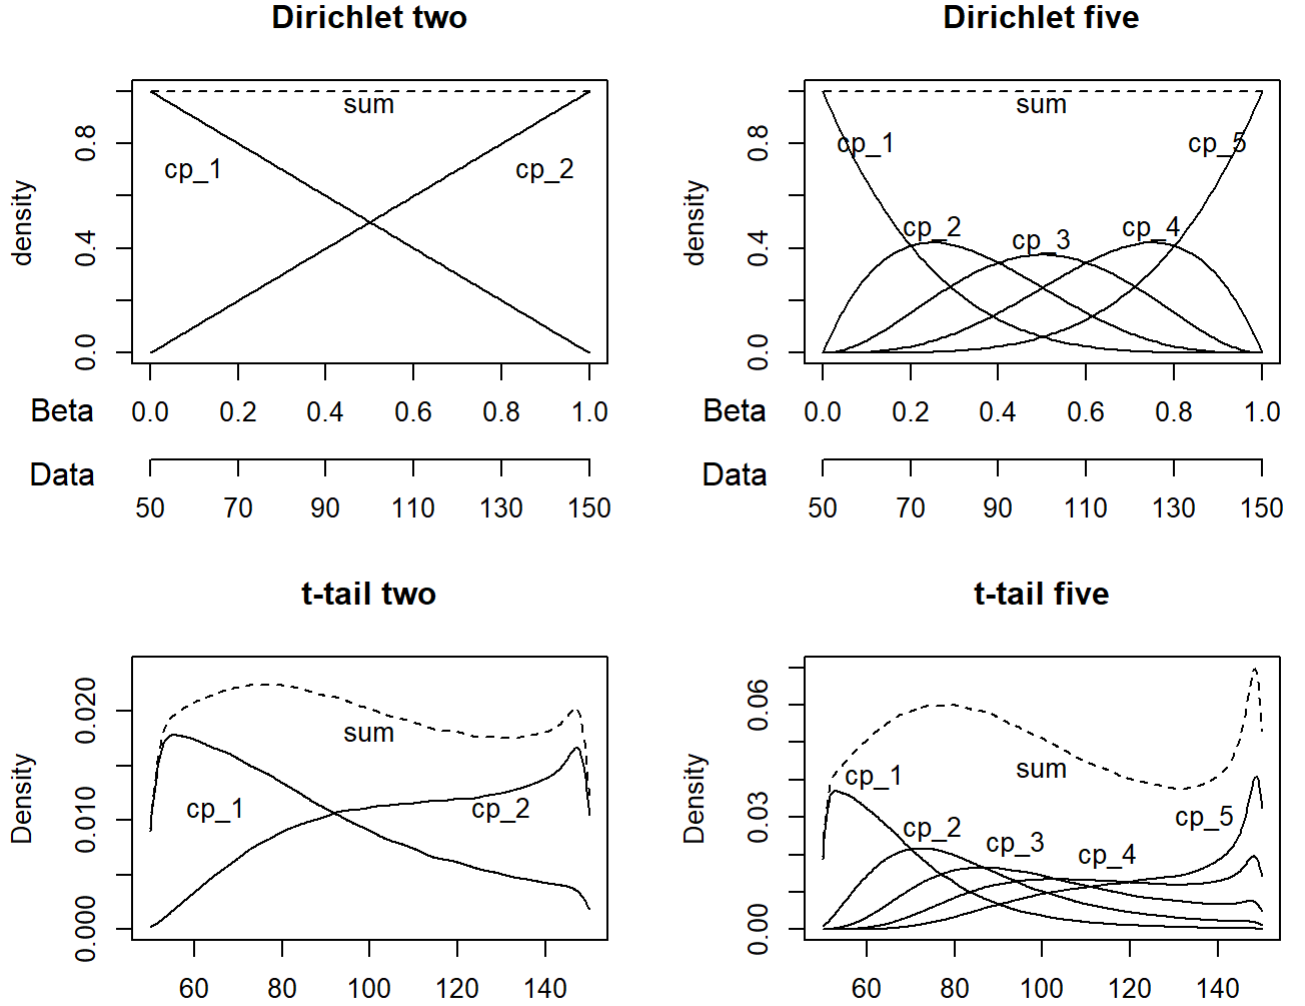 Dirichlet two
density
0.0 0.4 0.8
sum
cp_1
cp_2
Beta 0.0 0.2 0.4 0.6 0.8 1.0
Data
50 70 90 110 130 150
Dirichlet five
density
0.0 0.4 0.8
sum
cp_1
cp_5
cp_2
cp_3
cp_4
Beta 0.0 0.2 0.4 0.6 0.8 1.0
Data
50 70 90 110 130 150
t-tail two
Density
0.000 0.010 0.020
sum
cp_1
cp_2
60 80 100 120 140
t-tail five
Density
0.00 0.03 0.06
sum
cp_1
cp_2
cp_3
cp_4
cp_5
60 80 100 120 140